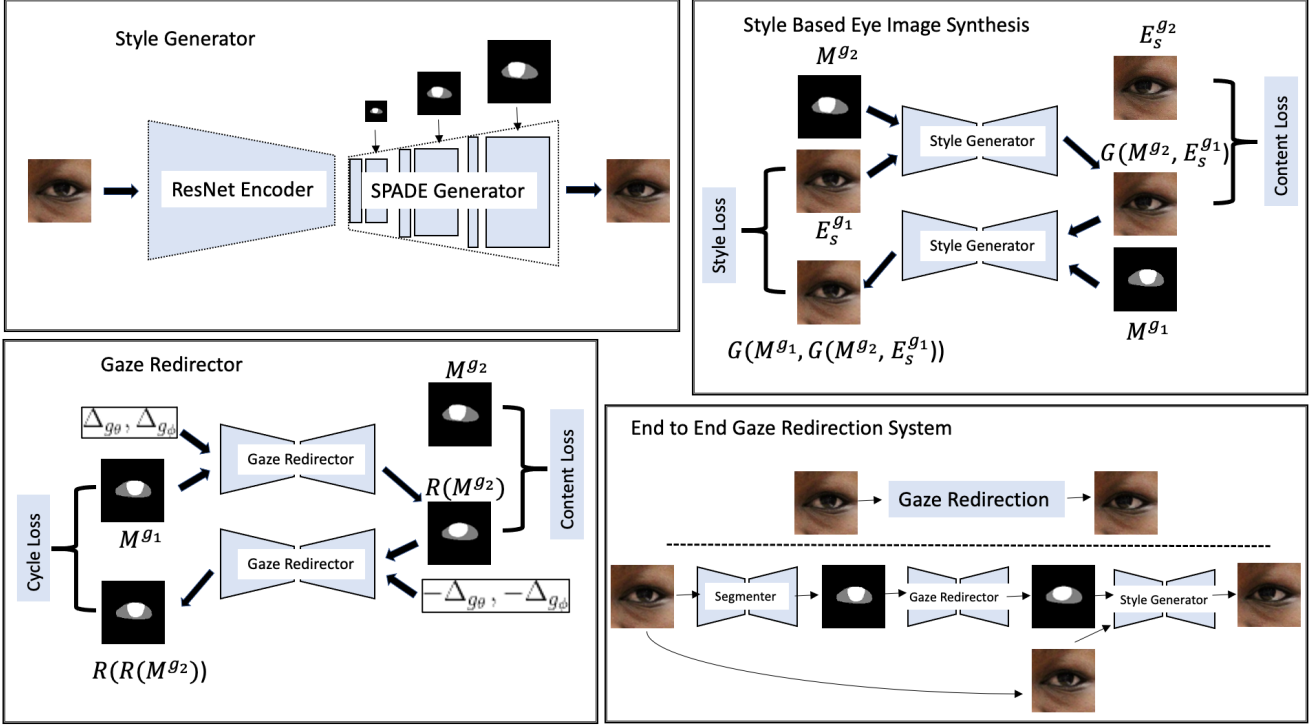 Style Generator
ResNet Encoder
SPADE Generator
Style Based Eye Image Synthesis
M^{g_2}
E_s^{g_2}
Style Generator
G(M^{g_2}, E_s^{g_1})
Content Loss
Style Loss
E_s^{g_1}
Style Generator
M^{g_1}
G(M^{g_1}, G(M^{g_2}, E_s^{g_1}))
Gaze Redirector
M^{g_2}
Δ_{g_θ}, Δ_{g_ϕ}
Gaze Redirector
R(M^{g_2})
Content Loss
Cycle Loss
M^{g_1}
Gaze Redirector
−Δ_{g_θ}, −Δ_{g_ϕ}
R(R(M^{g_2}))
End to End Gaze Redirection System
Gaze Redirection
Segmenter
Gaze Redirector
Style Generator